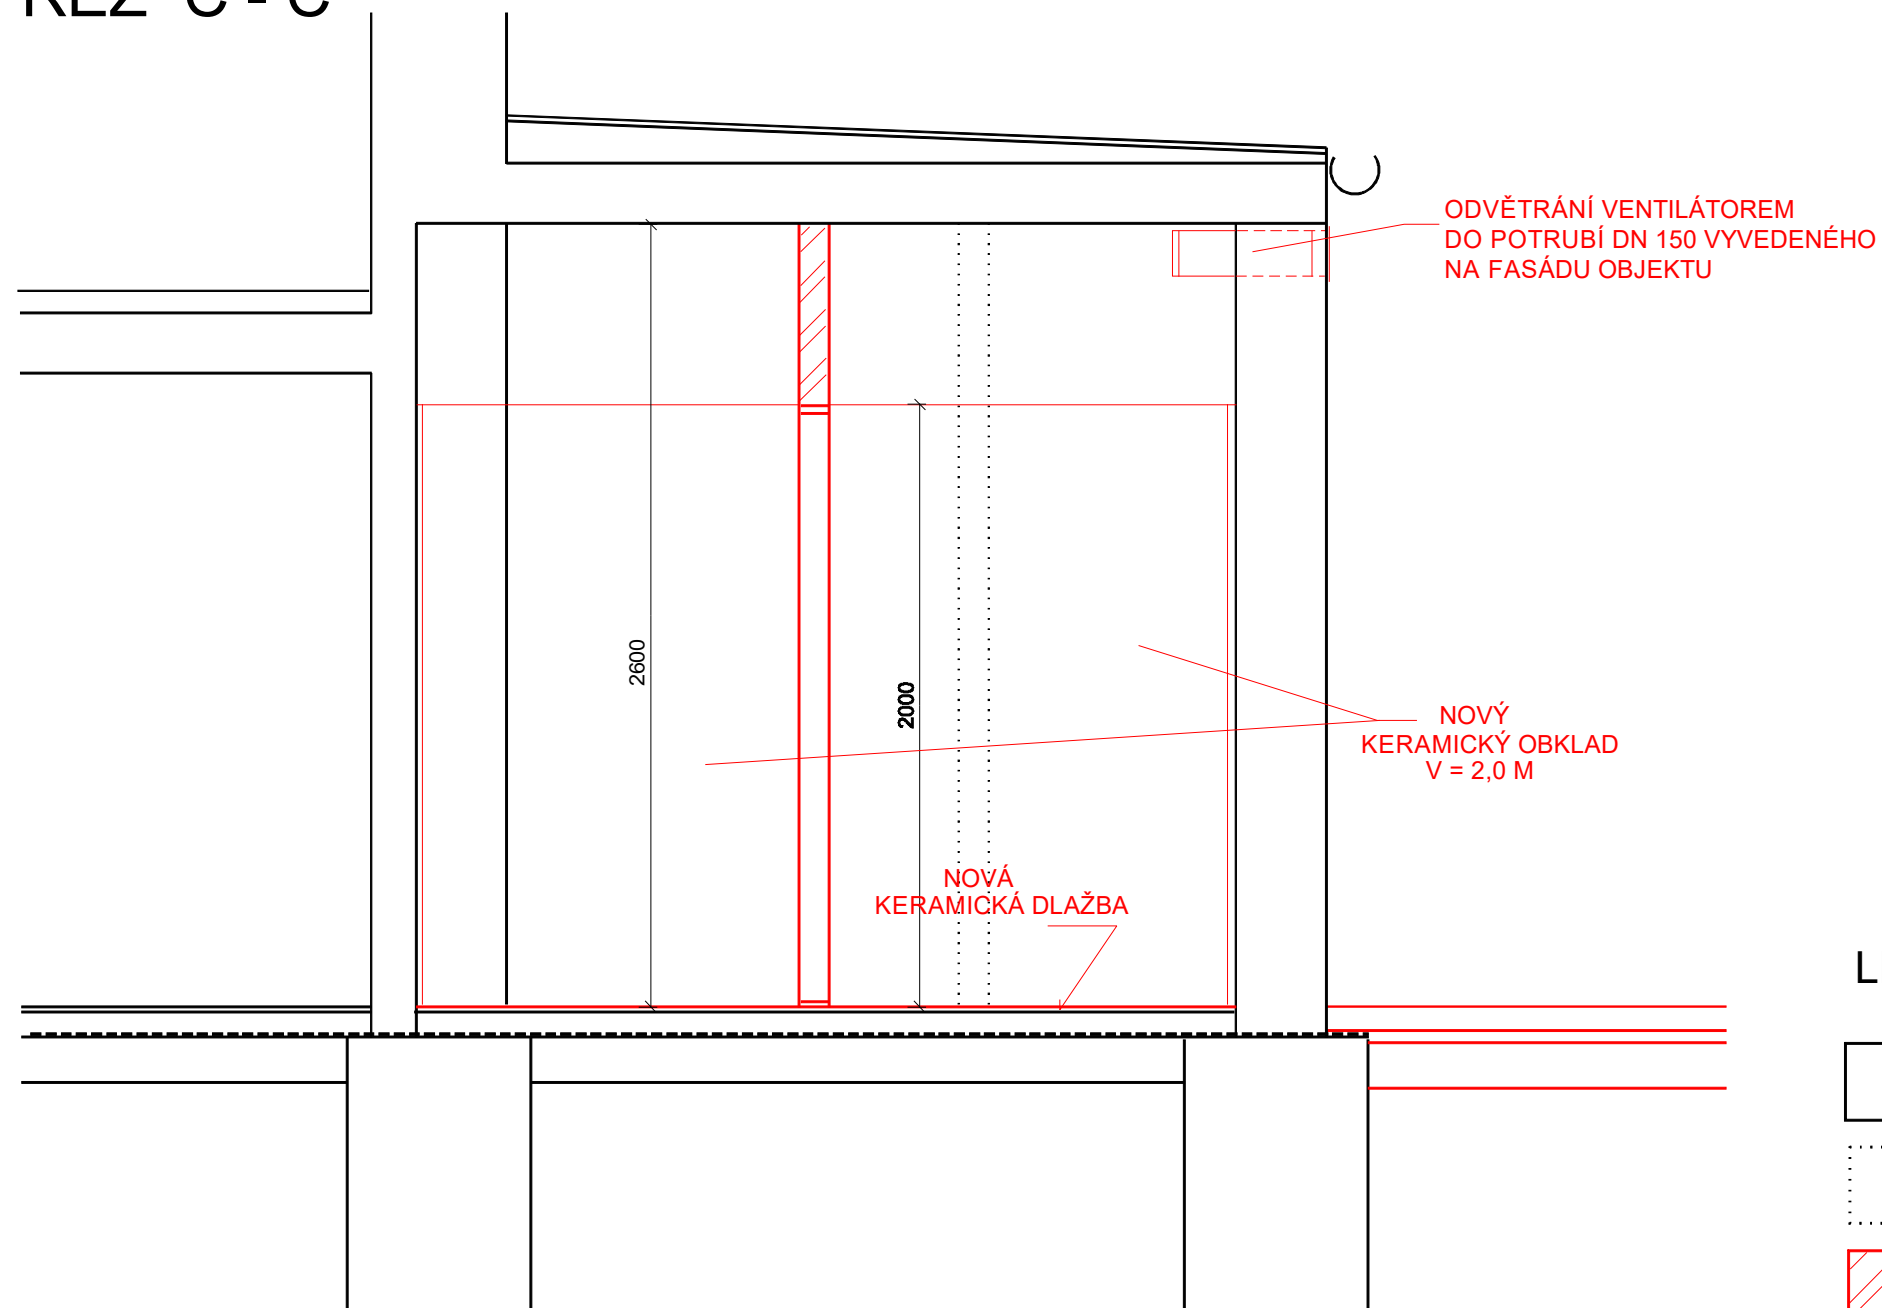 ŘEZ C - C
ODVĚTRÁNÍ VENTILÁTOREM
DO POTRUBÍ DN 150 VYVEDENÉHO
NA FASÁDU OBJEKTU
2600
2000
NOVÝ
KERAMICKÝ OBKLAD
V = 2,0 M
NOVÁ
KERAMICKÁ DLAŽBA
L